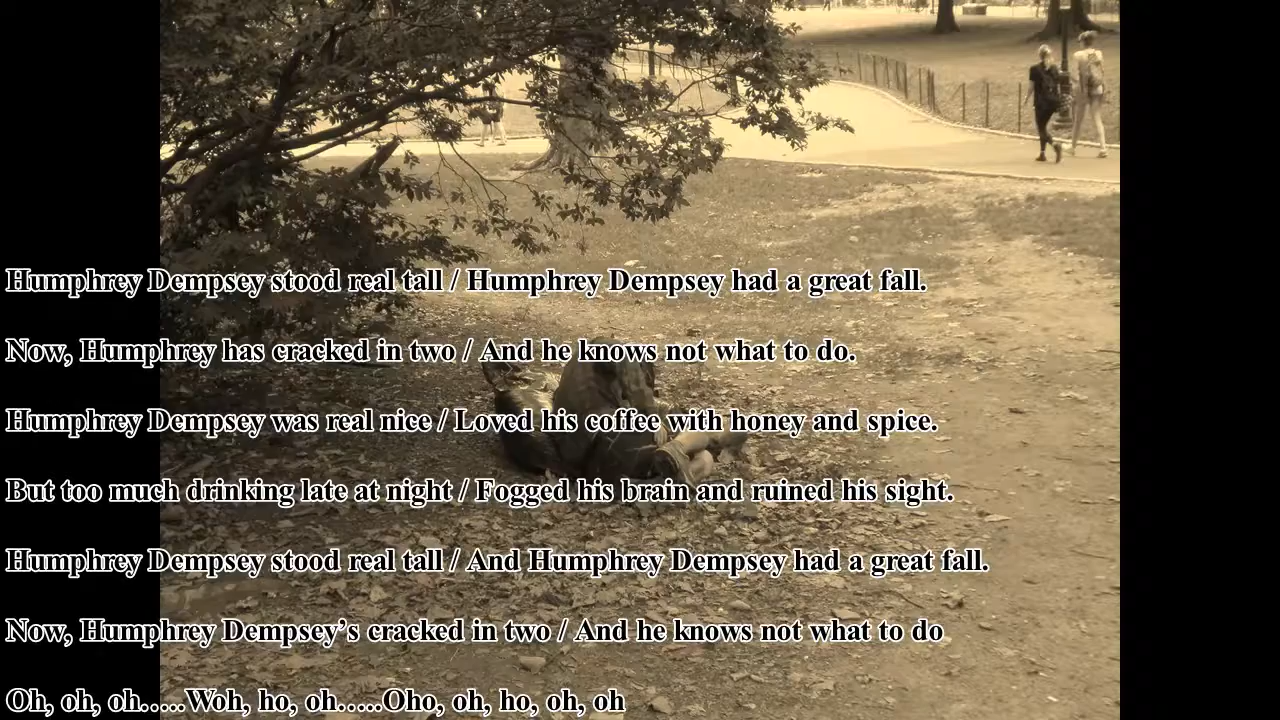 Humphrey Dempsey stood real tall / Humphrey Dempsey had a great fall.
Now, Humphrey has cracked in two / And he knows not what to do.
Humphrey Dempsey was real nice / Loved his coffee with honey and spice.
But too much drinking late at night / Fogged his brain and ruined his sight.
Humphrey Dempsey stood real tall / And Humphrey Dempsey had a great fall.
Now, Humphrey Dempsey’s cracked in two / And he knows not what to do
Oh, oh, oh…..Woh, ho, oh…..Oho, oh, ho, oh, oh